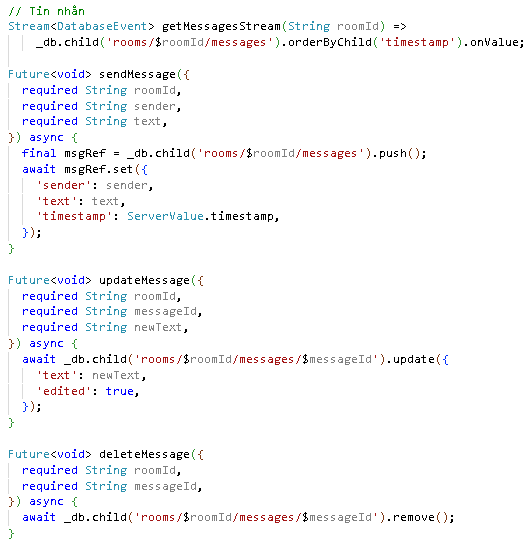 // Tin nhắn
Stream<DatabaseEvent> getMessagesStream(String roomId) =>
    _db.child('rooms/$roomId/messages').orderByChild('timestamp').onValue;

Future<void> sendMessage({
  required String roomId,
  required String sender,
  required String text,
}) async {
  final msgRef = _db.child('rooms/$roomId/messages').push();
  await msgRef.set({
    'sender': sender,
    'text': text,
    'timestamp': ServerValue.timestamp,
  });
}

Future<void> updateMessage({
  required String roomId,
  required String messageId,
  required String newText,
}) async {
  await _db.child('rooms/$roomId/messages/$messageId').update({
    'text': newText,
    'edited': true,
  });
}

Future<void> deleteMessage({
  required String roomId,
  required String messageId,
}) async {
  await _db.child('rooms/$roomId/messages/$messageId').remove();
}